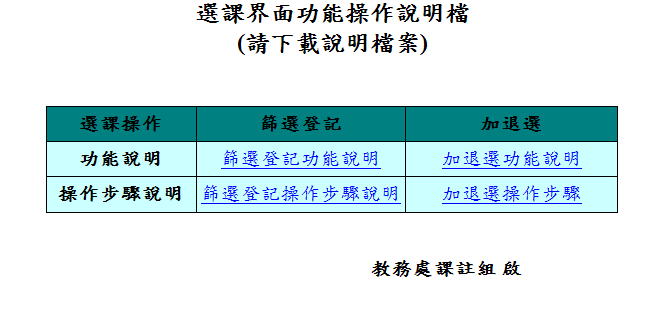 選課界面功能操作說明檔
(請下載說明檔案)
選課操作 篩選登記 加退選
功能說明 篩選登記功能說明 加退選功能說明
操作步驟說明 篩選登記操作步驟說明 加退選操作步驟
教務處課註組 啟